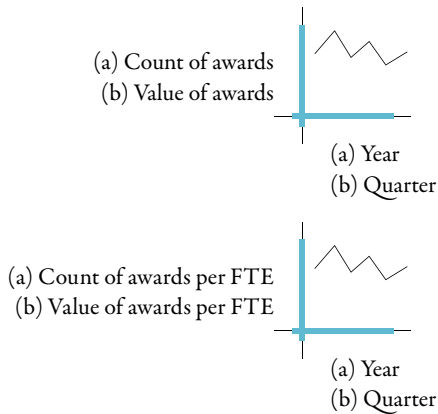 (a) Count of awards
(b) Value of awards
(a) Year
(b) Quarter
(a) Count of awards per FTE
(b) Value of awards per FTE
(a) Year
(b) Quarter